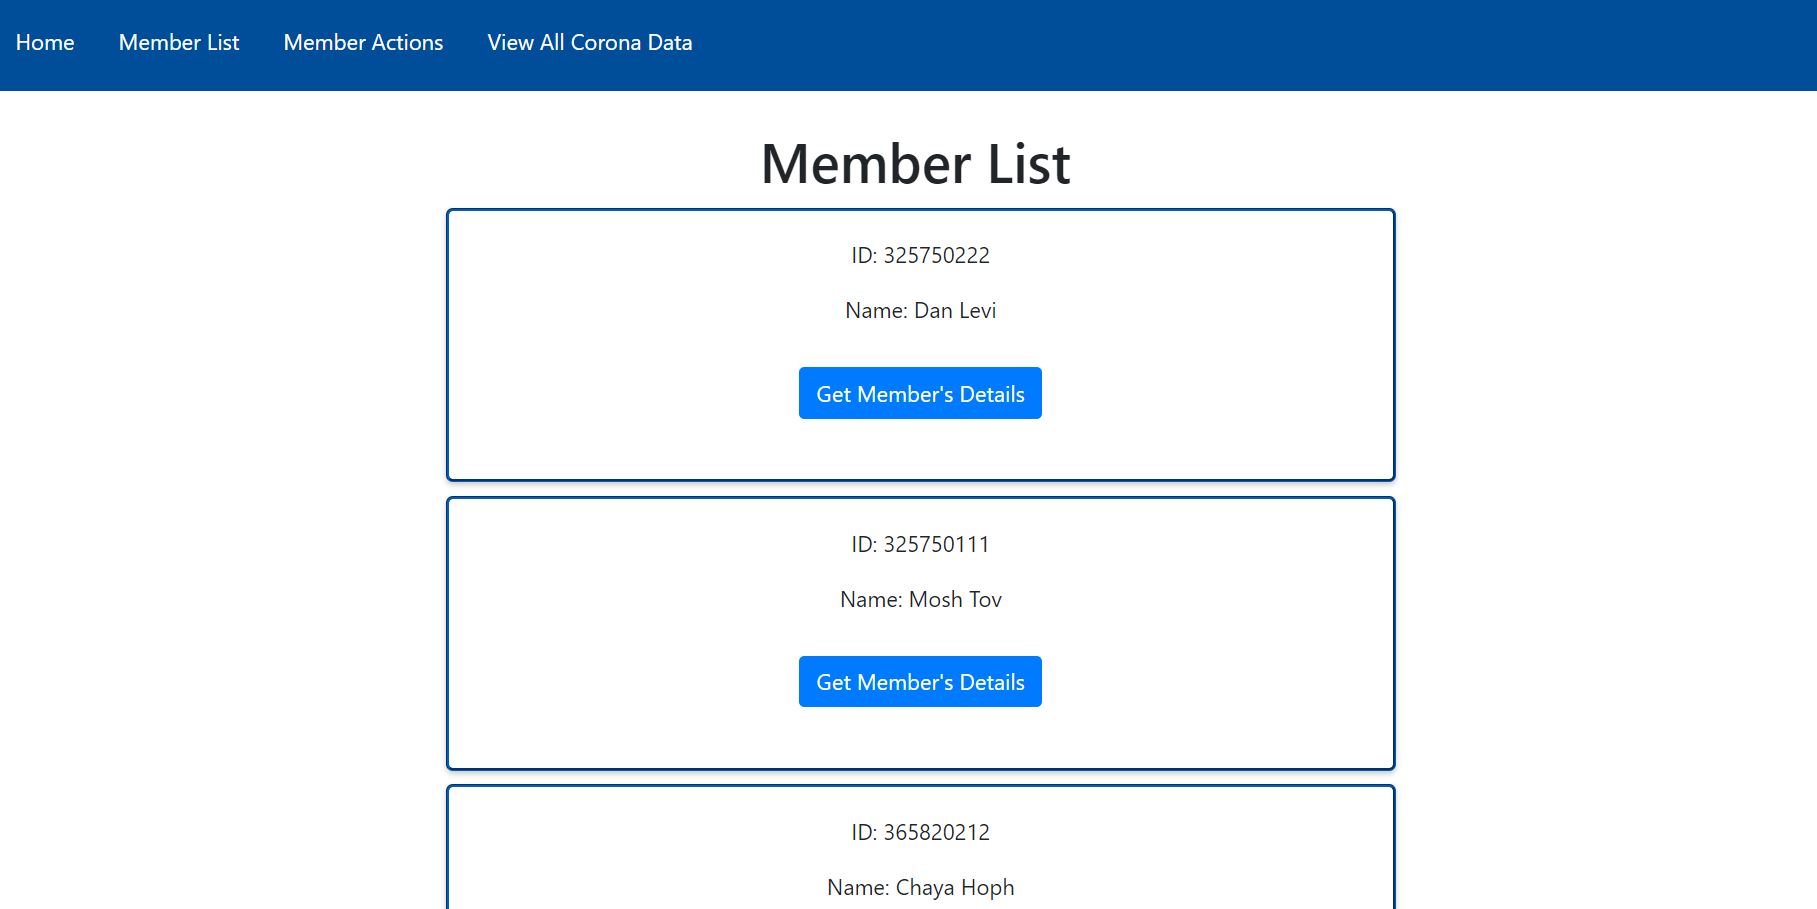 Home Member List Member Actions View All Corona Data
Member List
ID: 325750222
Name: Dan Levi
Get Member's Details
ID: 325750111
Name: Mosh Tov
Get Member's Details
ID: 365820212
Name: Chaya Hoph